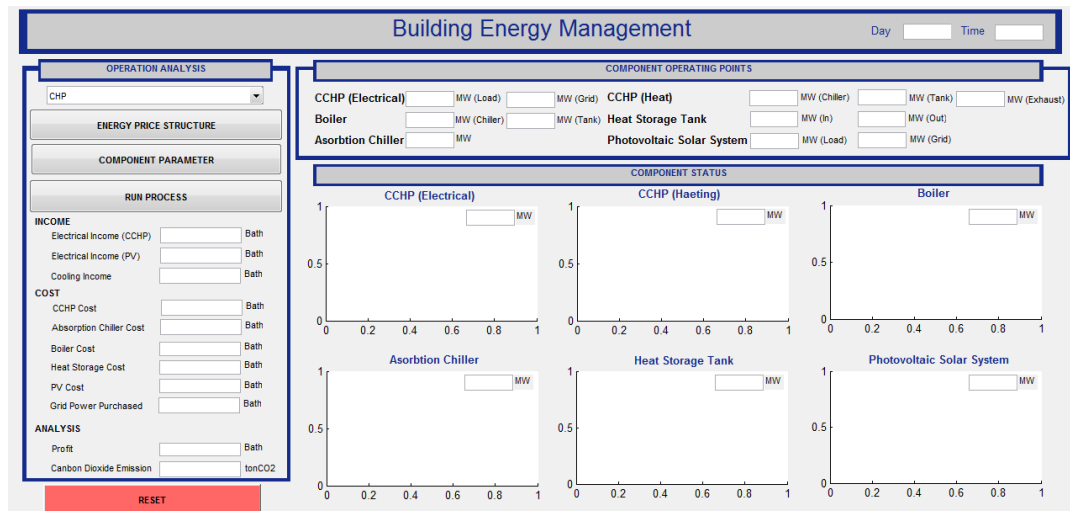 Building Energy Management
Day Time
OPERATION ANALYSIS
CHP
ENERGY PRICE STRUCTURE
COMPONENT PARAMETER
RUN PROCESS
INCOME
Electrical Income (CCHP) Bath
Electrical Income (PV) Bath
Cooling Income Bath
COST
CCHP Cost Bath
Absorption Chiller Cost Bath
Boiler Cost Bath
Heat Storage Cost Bath
PV Cost Bath
Grid Power Purchased Bath
ANALYSIS
Profit Bath
Canbon Dioxide Emission tonCO2
RESET
COMPONENT OPERATING POINTS
CCHP (Electrical) MW (Load) MW (Grid) CCHP (Heat) MW (Chiller) MW (Tank) MW (Exhaust)
Boiler MW (Chiller) MW (Tank) Heat Storage Tank MW (In) MW (Out)
Asorbtion Chiller MW Photovoltaic Solar System MW (Load) MW (Grid)
COMPONENT STATUS
CCHP (Electrical)
MW
1
0.5
0
0 0.2 0.4 0.6 0.8 1
CCHP (Haeting)
MW
1
0.5
0
0 0.2 0.4 0.6 0.8 1
Boiler
MW
1
0.5
0
0 0.2 0.4 0.6 0.8 1
Asorbtion Chiller
MW
1
0.5
0
0 0.2 0.4 0.6 0.8 1
Heat Storage Tank
MW
1
0.5
0
0 0.2 0.4 0.6 0.8 1
Photovoltaic Solar System
MW
1
0.5
0
0 0.2 0.4 0.6 0.8 1